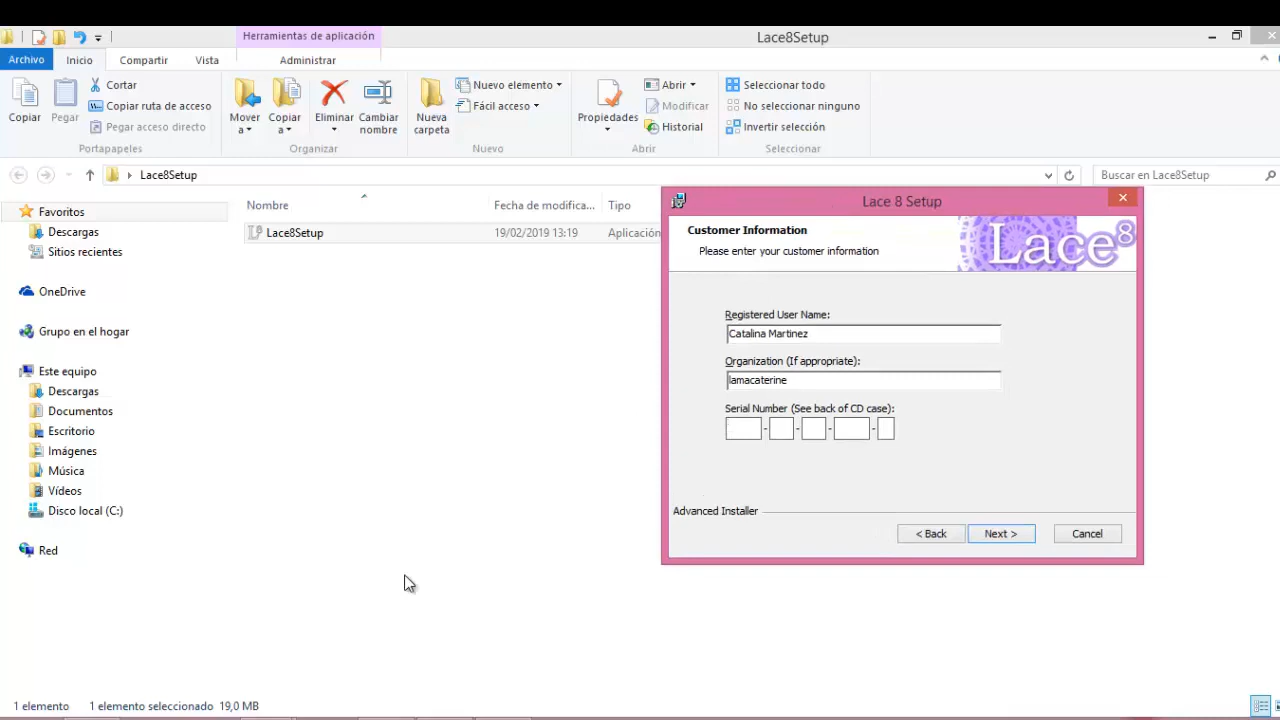 Herramientas de aplicación
Lace8Setup
Archivo
Inicio
Compartir
Vista
Administrar
Copiar
Pegar
Cortar
Copiar ruta de acceso
Pegar acceso directo
Portapapeles
Mover a
Copiar a
Eliminar
Cambiar nombre
Organizar
Nueva carpeta
Nuevo elemento
Fácil acceso
Nuevo
Propiedades
Abrir
Modificar
Historial
Abrir
Seleccionar todo
No seleccionar ninguno
Invertir selección
Seleccionar
Lace8Setup
Buscar en Lace8Setup
Nombre
Fecha de modifica...
Tipo
Lace8Setup
19/02/2019 13:19
Aplicación
Favoritos
Descargas
Sitios recientes
OneDrive
Grupo en el hogar
Este equipo
Descargas
Documentos
Escritorio
Imágenes
Música
Vídeos
Disco local (C:)
Red
Lace 8 Setup
Customer Information
Please enter your customer information
Lace8
Registered User Name:
Catalina Martinez
Organization (If appropriate):
lamacaterine
Serial Number (See back of CD case):
- - - -
Advanced Installer
< Back
Next >
Cancel
1 elemento
1 elemento seleccionado 19,0 MB